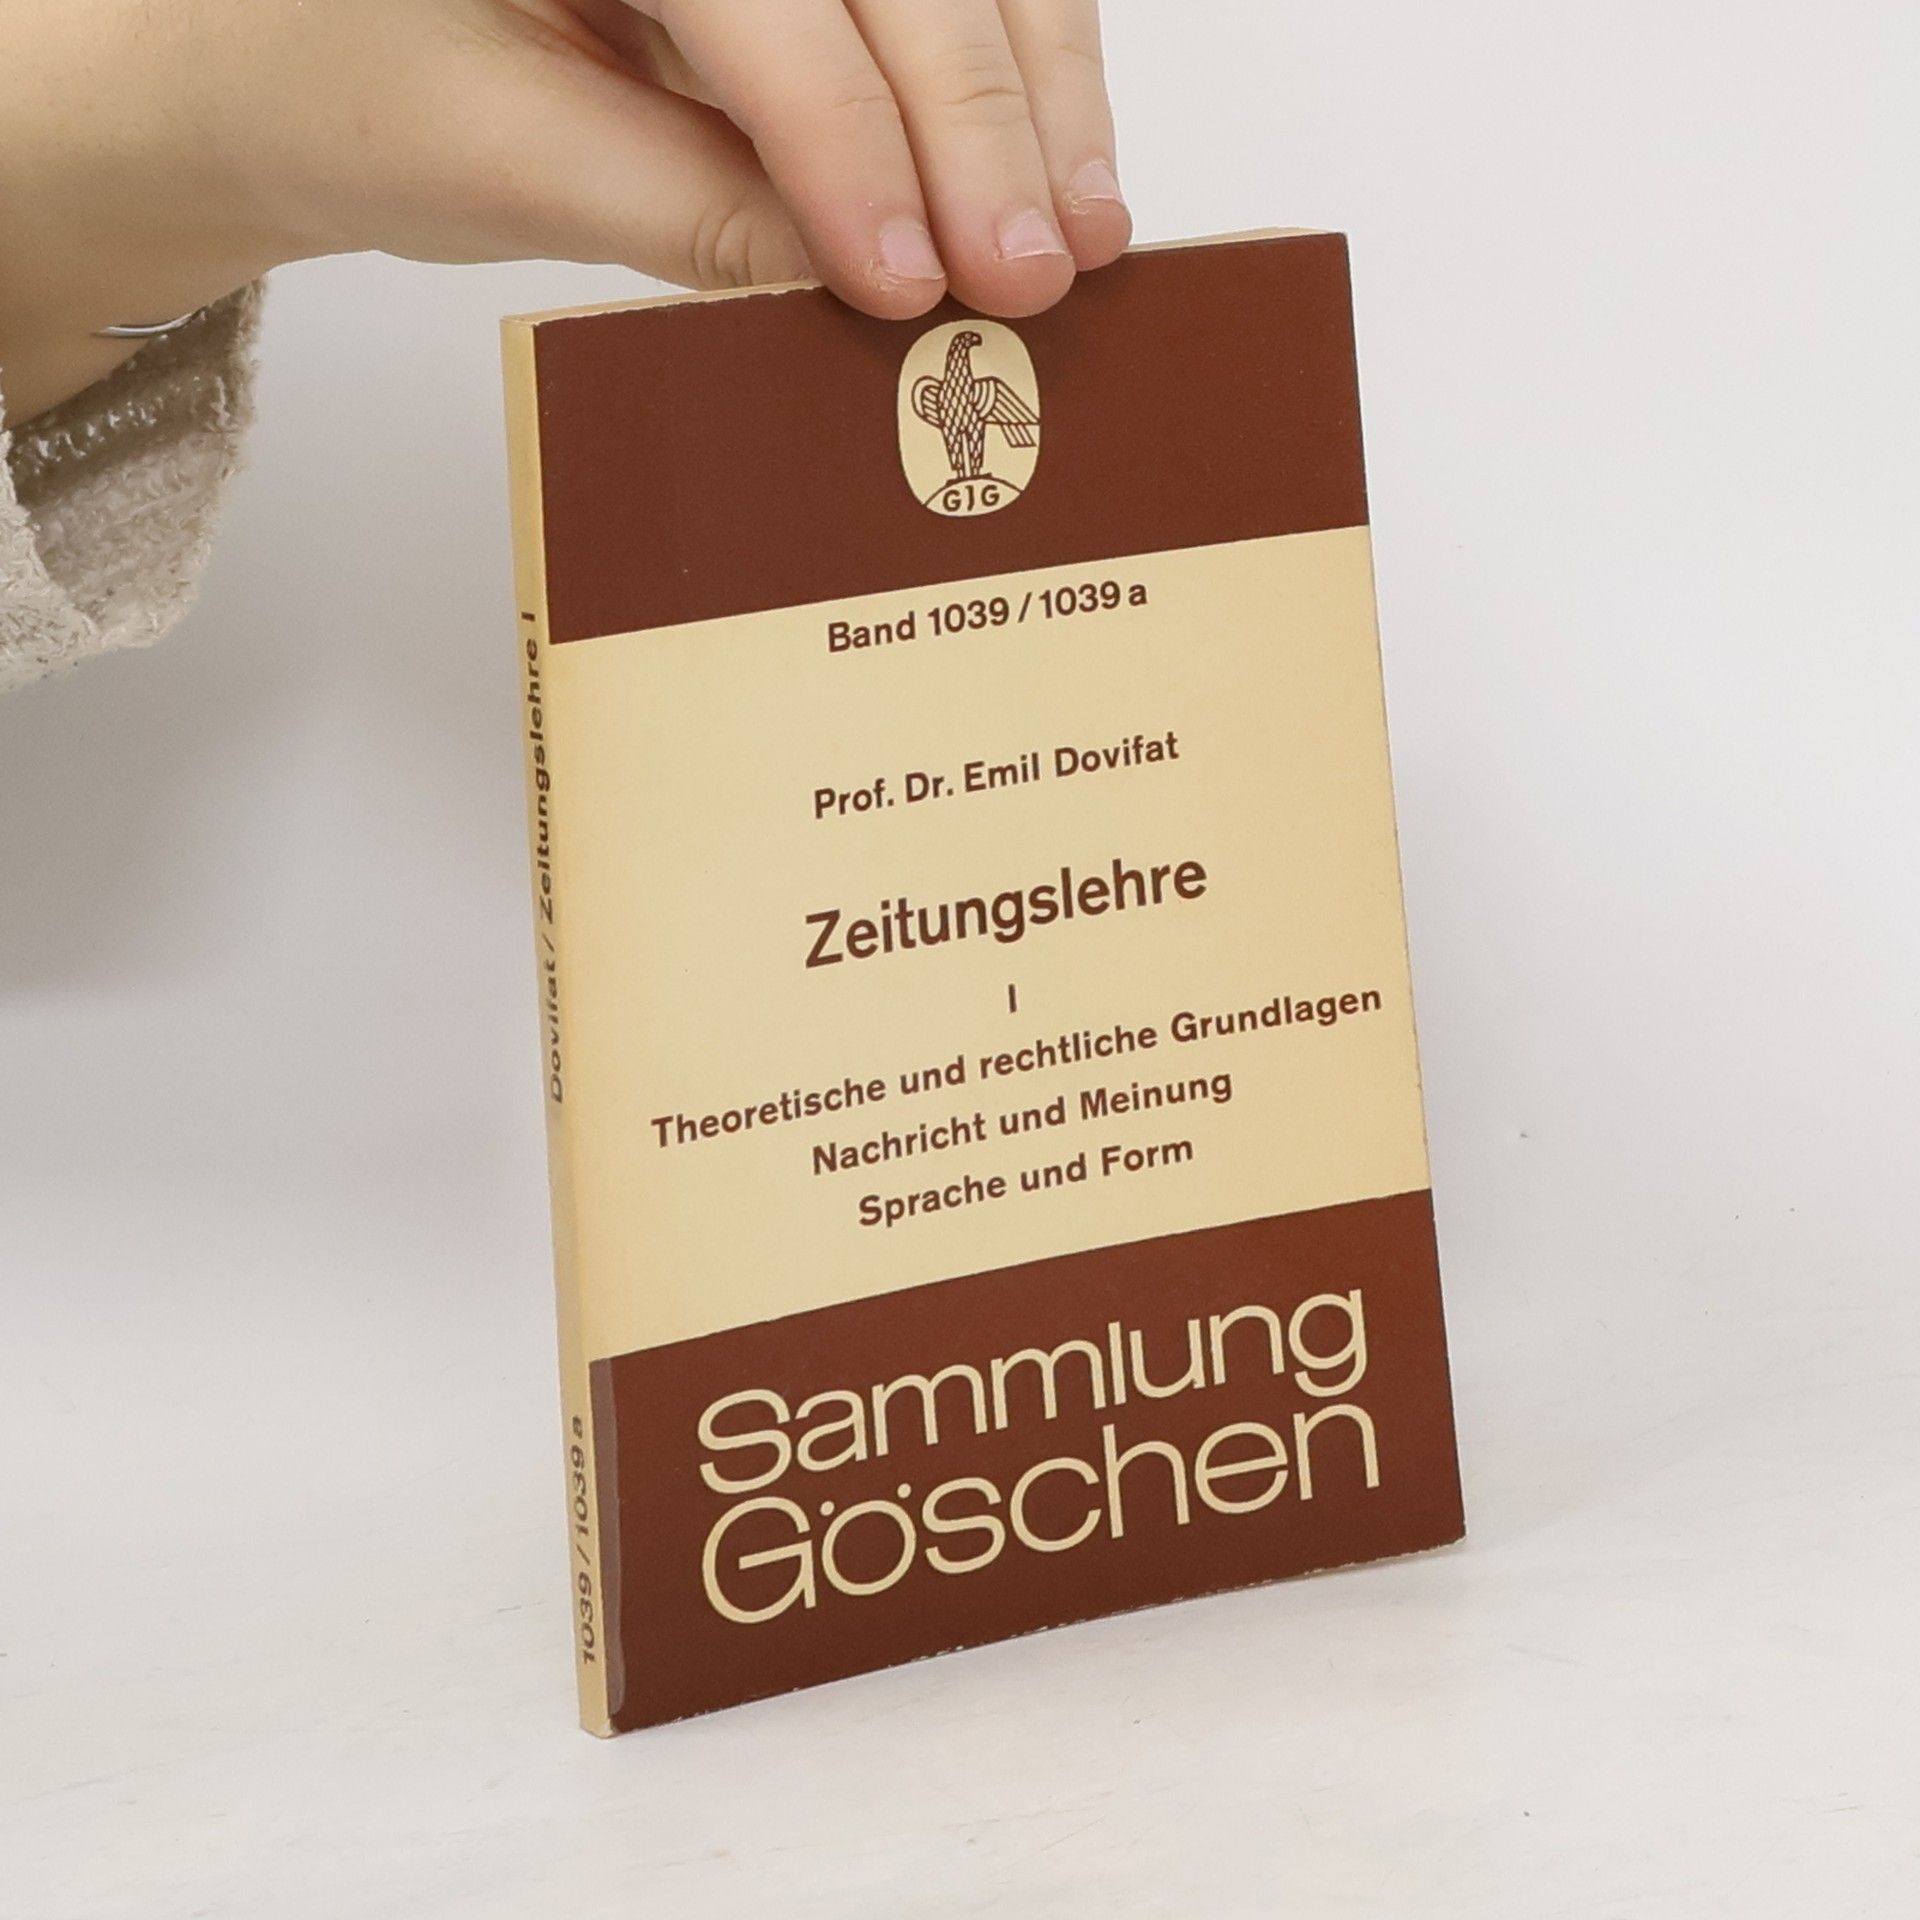 GJG
Band 1039 / 1039 a
Prof. Dr. Emil Dovifat
Zeitungslehre
I
Theoretische und rechtliche Grundlagen
Nachricht und Meinung
Sprache und Form
Sammlung
Göschen
Dovifat / Zeitungslehre I
1039 / 1039 a